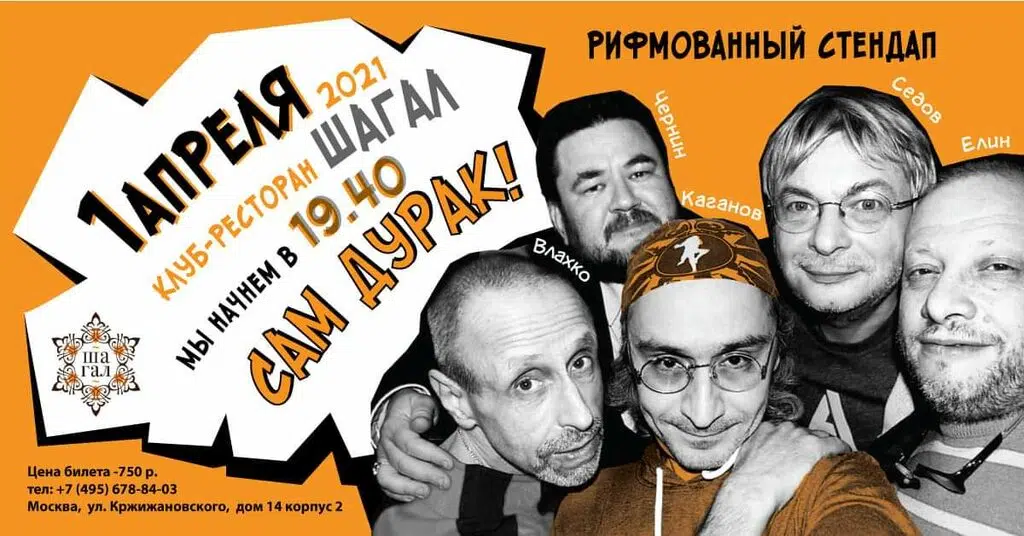 1 АПРЕЛЯ 2021
КЛУБ-РЕСТОРАН ШАГАЛ
МЫ НАЧНЕМ В 19.40
САМ ДУРАК!
ша
гал
Цена билета -750 р.
тел: +7 (495) 678-84-03
Москва, ул. Кржижановского, дом 14 корпус 2
РИФМОВАННЫЙ СТЕНДАП
Влахко
Чернин
Каганов
Седов
Елин